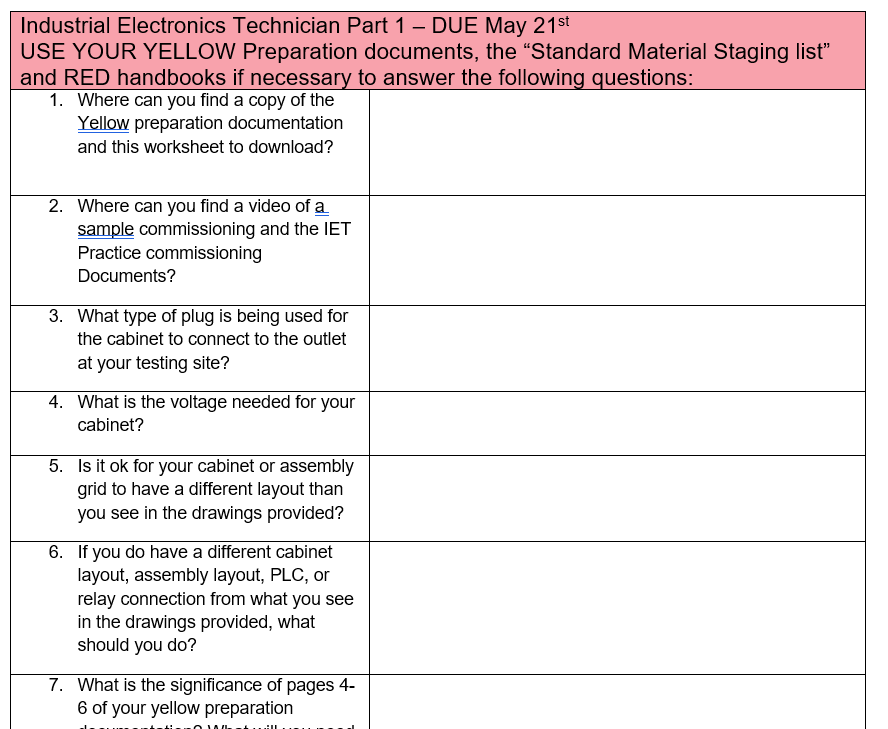 Industrial Electronics Technician Part 1 – DUE May 21st
USE YOUR YELLOW Preparation documents, the “Standard Material Staging list”
and RED handbooks if necessary to answer the following questions:
1. Where can you find a copy of the
Yellow preparation documentation
and this worksheet to download?
2. Where can you find a video of a
sample commissioning and the IET
Practice commissioning
Documents?
3. What type of plug is being used for
the cabinet to connect to the outlet
at your testing site?
4. What is the voltage needed for your
cabinet?
5. Is it ok for your cabinet or assembly
grid to have a different layout than
you see in the drawings provided?
6. If you do have a different cabinet
layout, assembly layout, PLC, or
relay connection from what you see
in the drawings provided, what
should you do?
7. What is the significance of pages 4-
6 of your yellow preparation
documentation? What will you need